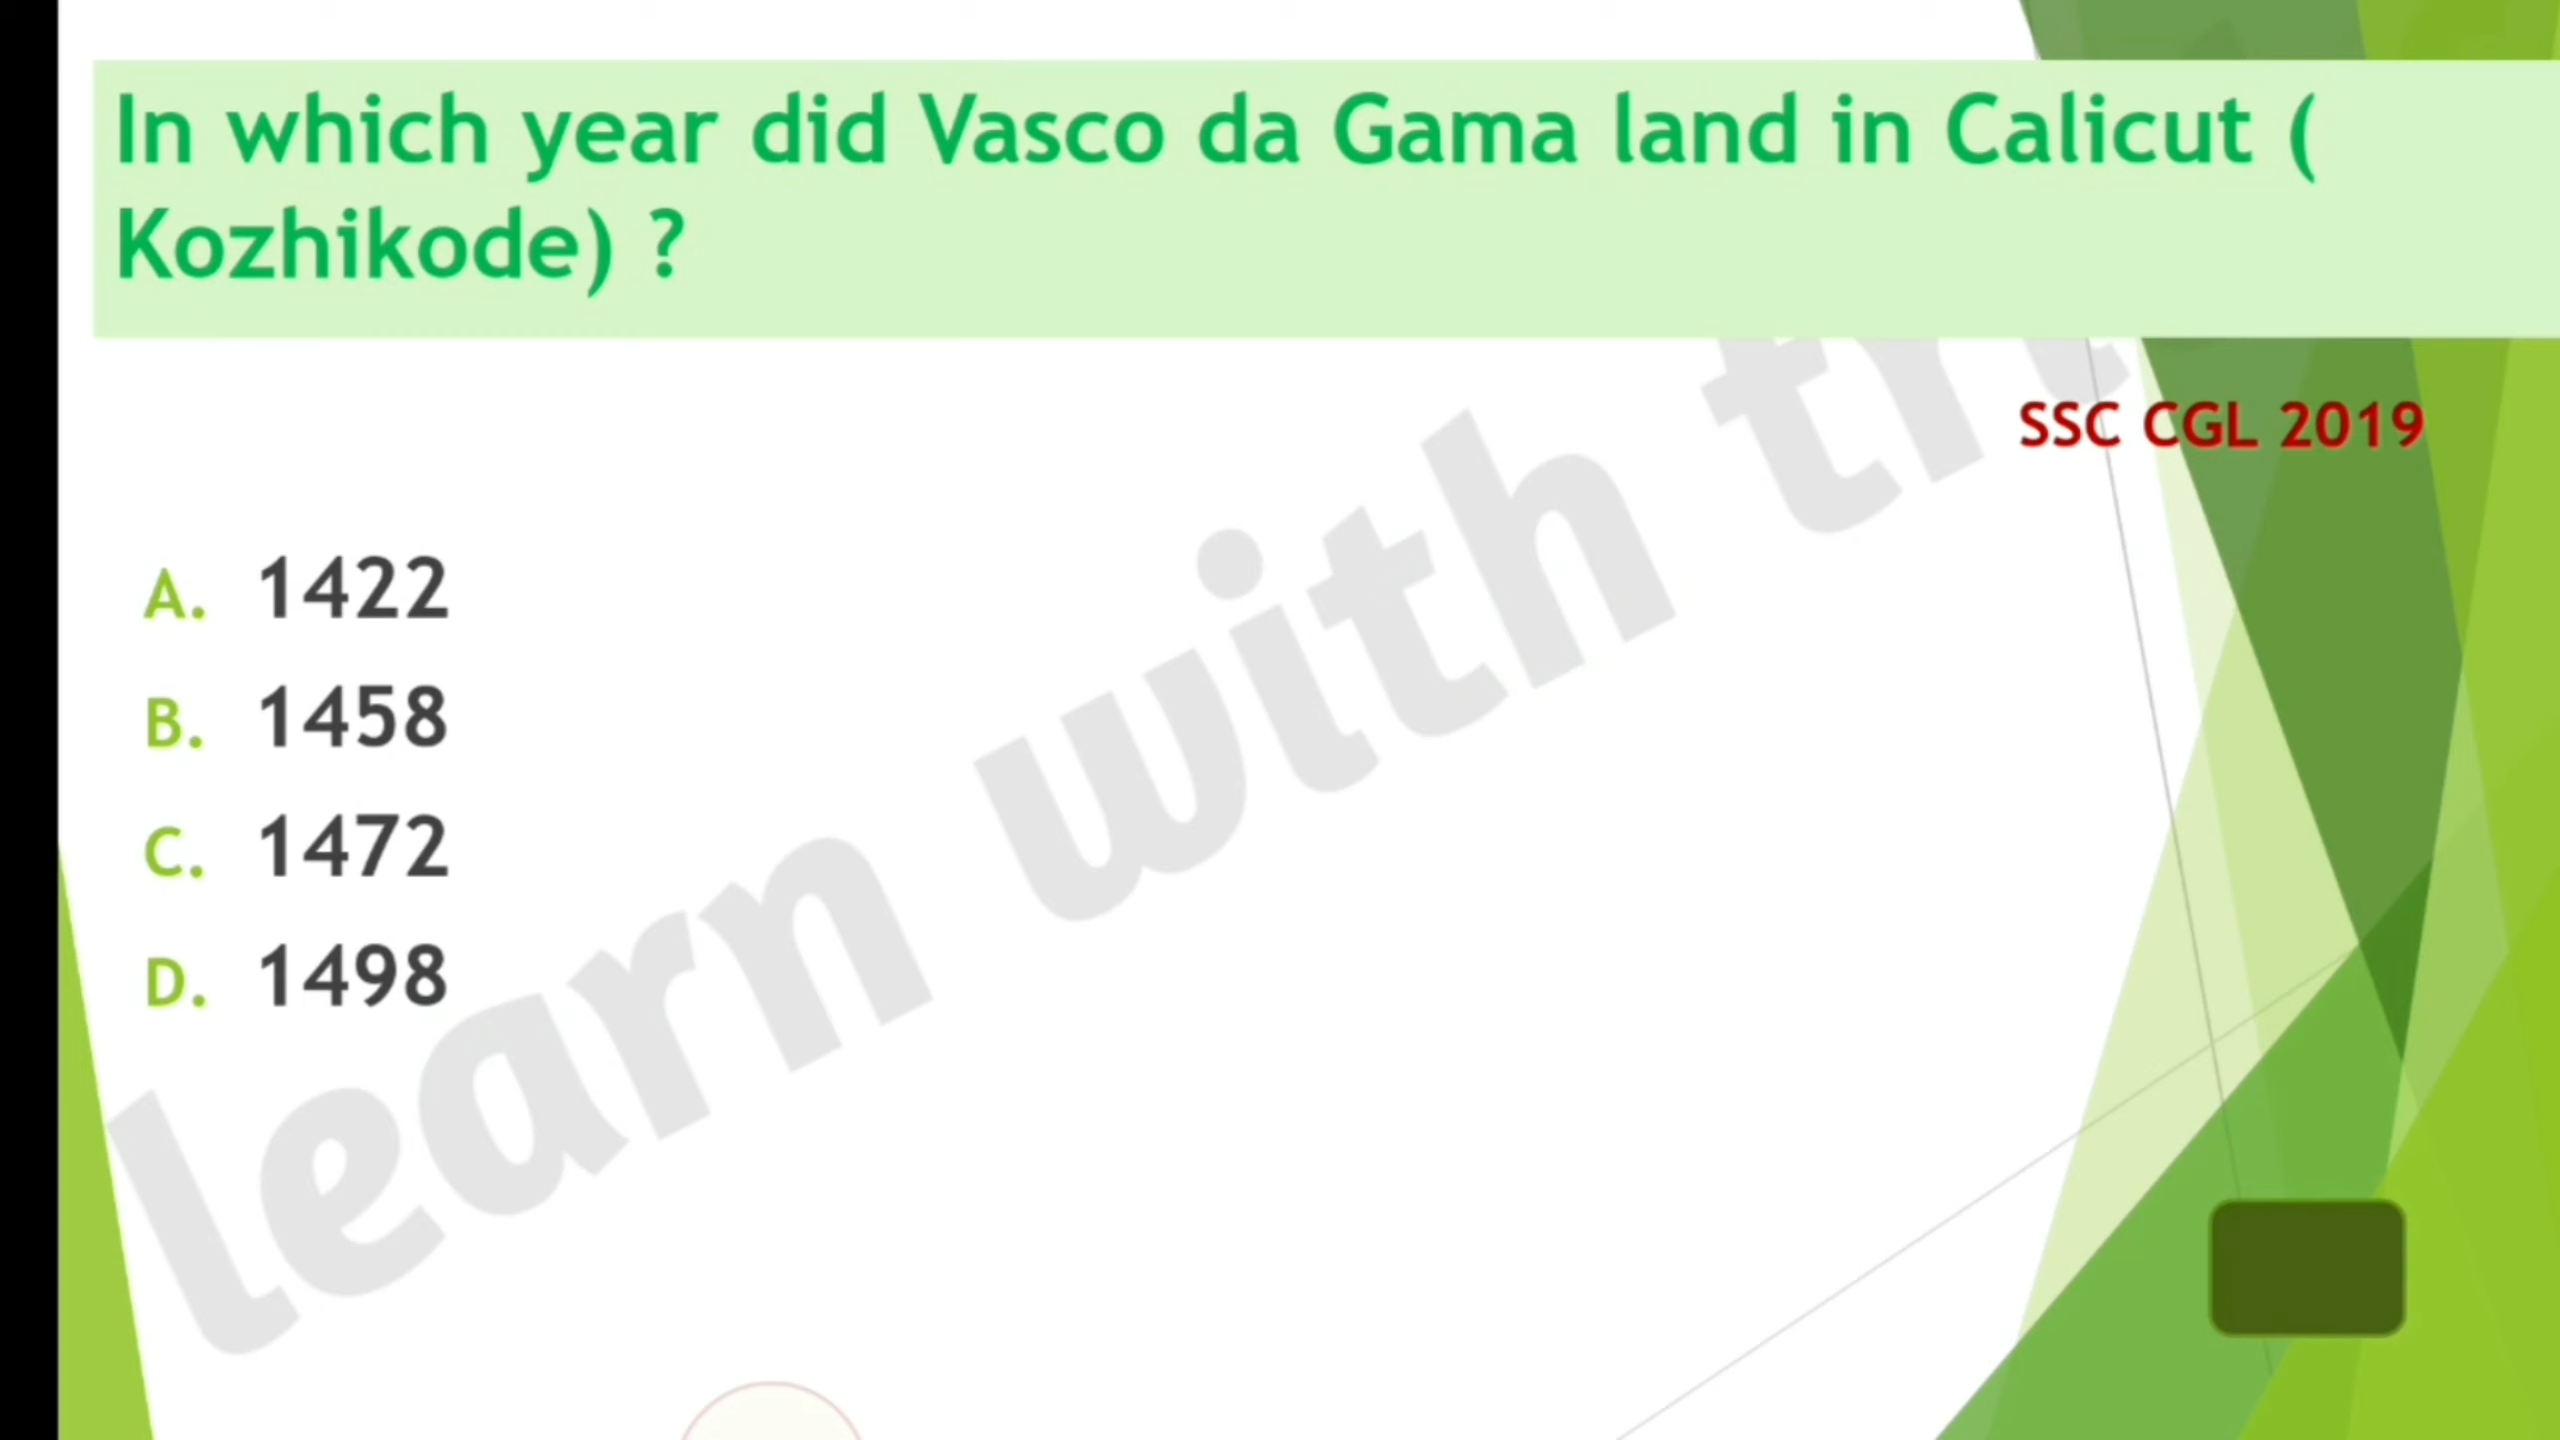 In which year did Vasco da Gama land in Calicut (
Kozhikode) ?
SSC CGL 2019
A. 1422
B. 1458
C. 1472
D. 1498
learn with